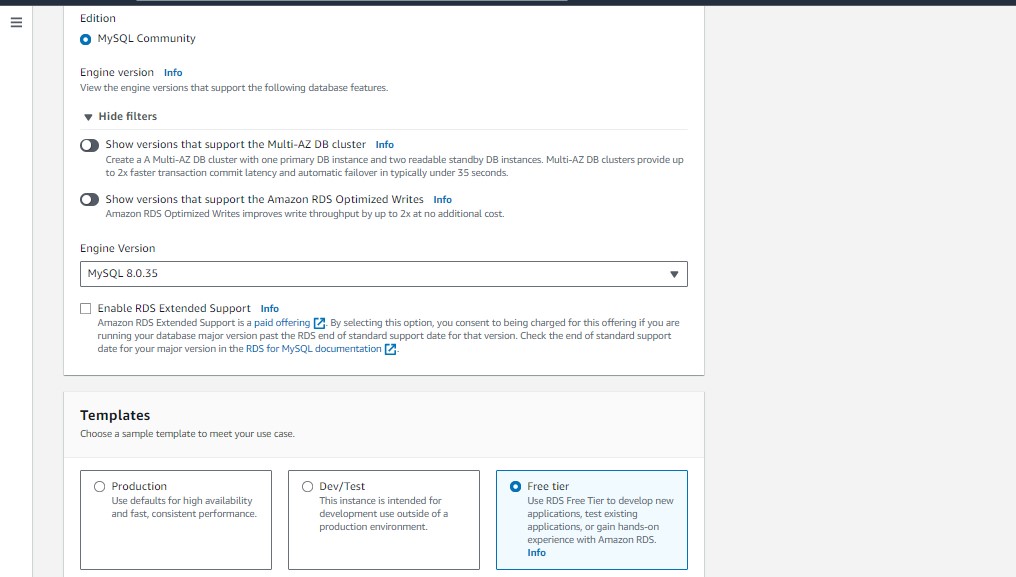 Edition
MySQL Community
Engine version Info
View the engine versions that support the following database features.
Hide filters
Show versions that support the Multi-AZ DB cluster Info
Create a A Multi-AZ DB cluster with one primary DB instance and two readable standby DB instances. Multi-AZ DB clusters provide up
to 2x faster transaction commit latency and automatic failover in typically under 35 seconds.
Show versions that support the Amazon RDS Optimized Writes Info
Amazon RDS Optimized Writes improves write throughput by up to 2x at no additional cost.
Engine Version
MySQL 8.0.35
Enable RDS Extended Support Info
Amazon RDS Extended Support is a paid offering. By selecting this option, you consent to being charged for this offering if you are
running your database major version past the RDS end of standard support date for that version. Check the end of standard support
date for your major version in the RDS for MySQL documentation.
Templates
Choose a sample template to meet your use case.
Production
Use defaults for high availability
and fast, consistent performance.
Dev/Test
This instance is intended for
development use outside of a
production environment.
Free tier
Use RDS Free Tier to develop new
applications, test existing
applications, or gain hands-on
experience with Amazon RDS.
Info